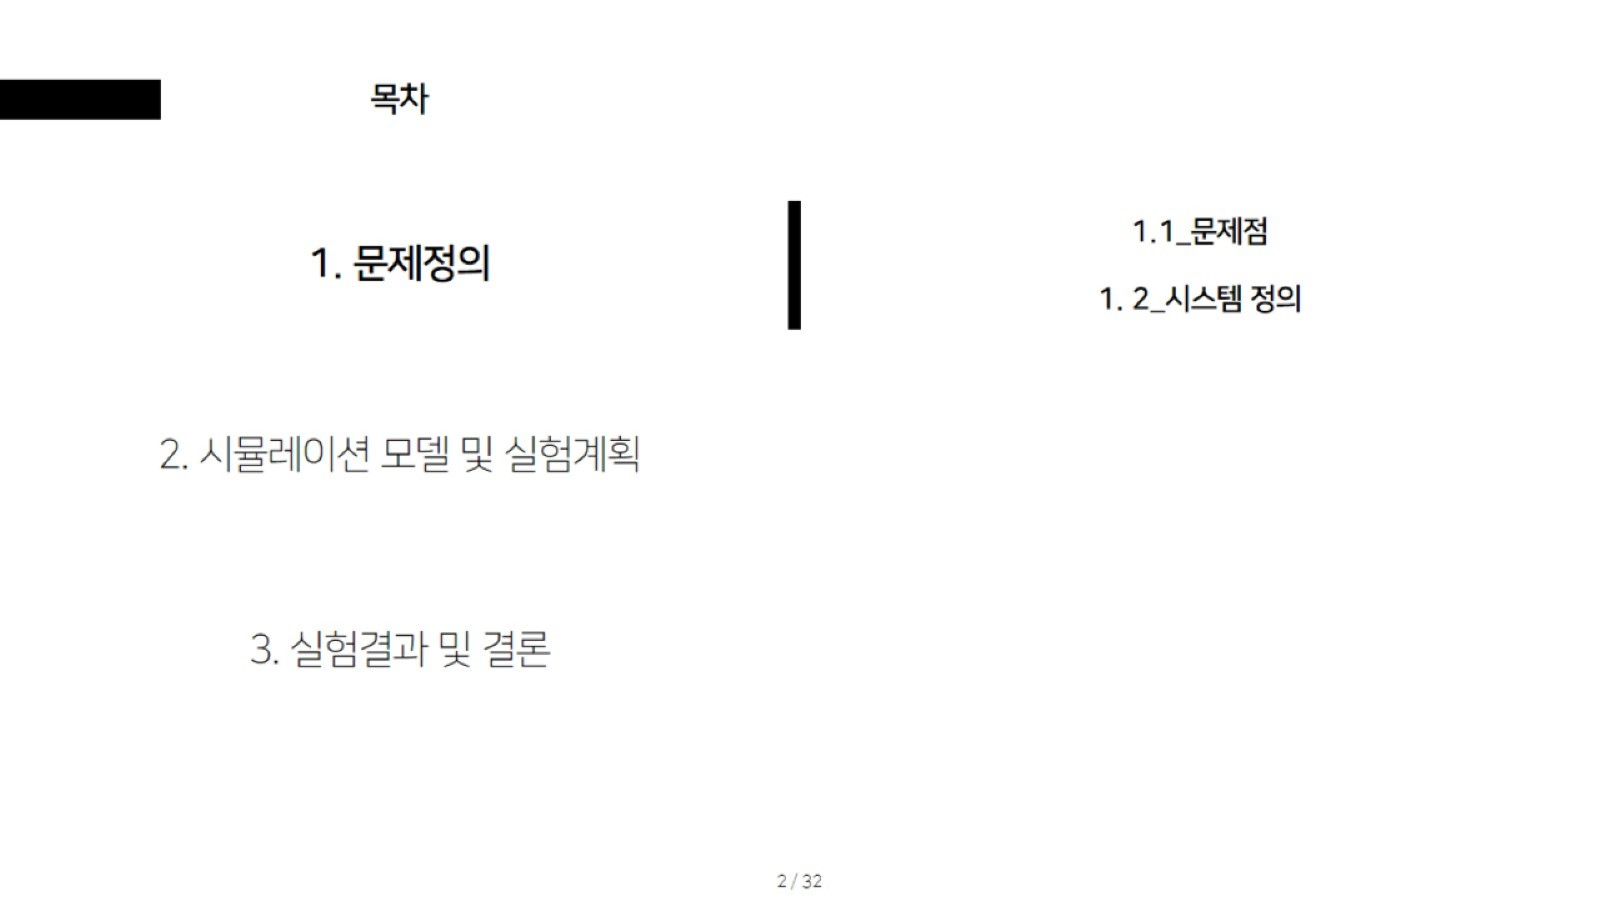 목차
1. 문제정의
1.1_문제점
1. 2_시스템 정의
2. 시뮬레이션 모델 및 실험계획
3. 실험결과 및 결론
2 / 32